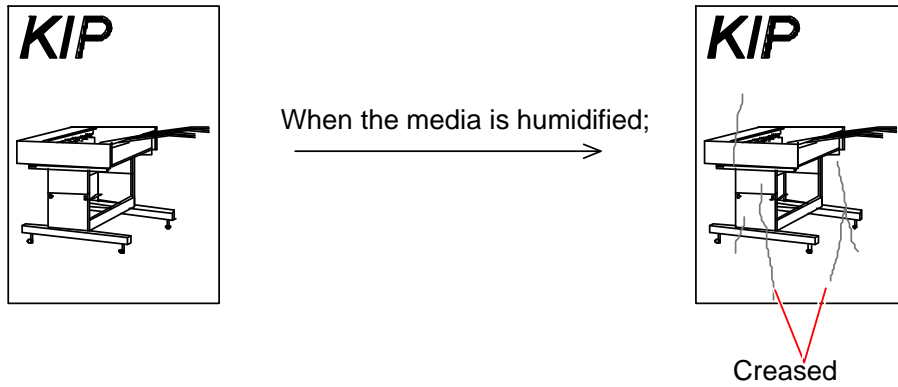 KIP
When the media is humidified;
KIP
Creased